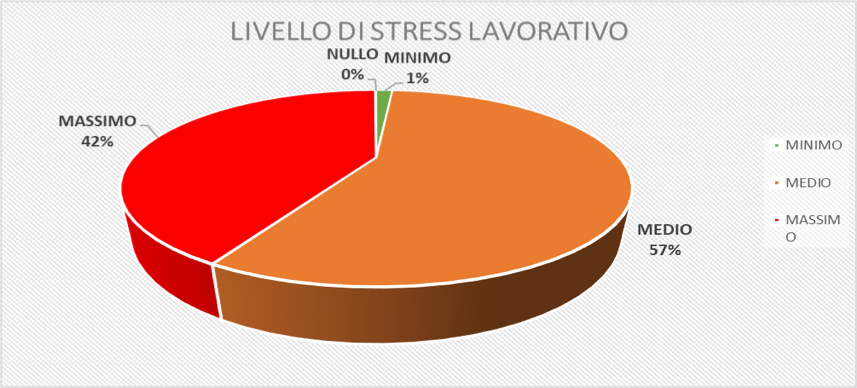 LIVELLO DI STRESS LAVORATIVO
NULLO
0%
MINIMO
1%
MASSIMO
42%
MEDIO
57%
MINIMO
MEDIO
MASSIM
O